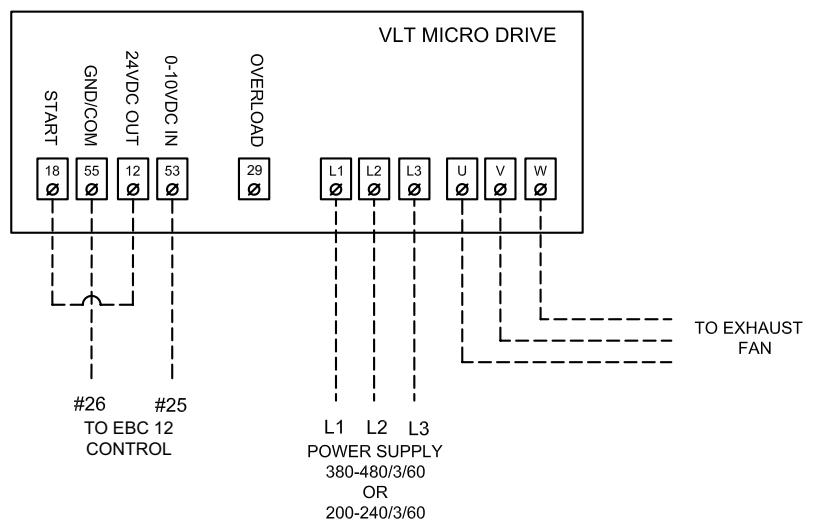 VLT MICRO DRIVE
START
GND/COM
24VDC OUT
0-10VDC IN
OVERLOAD
18 55 12 53 29 L1 L2 L3 U V W
TO EXHAUST
FAN
#26 #25
TO EBC 12
CONTROL
L1 L2 L3
POWER SUPPLY
380-480/3/60
OR
200-240/3/60